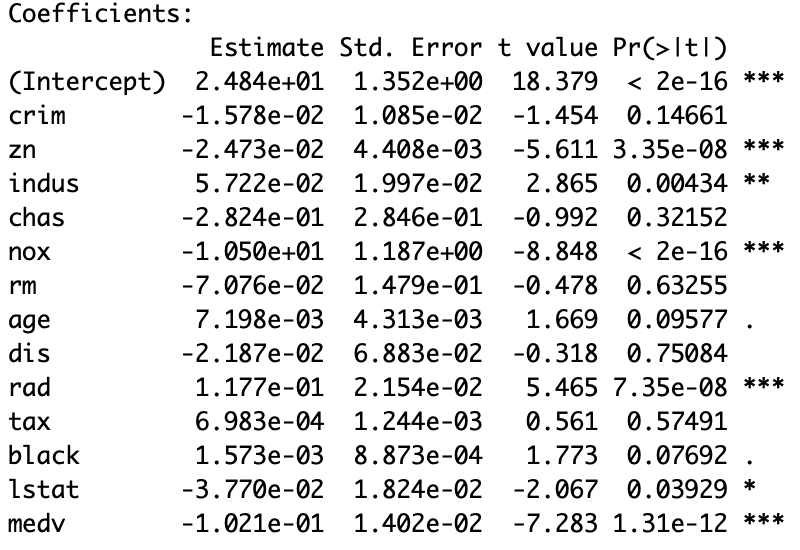 Coefficients:
Estimate Std. Error t value Pr(>|t|)
(Intercept) 2.484e+01 1.352e+00 18.379 < 2e-16 ***
crim -1.578e-02 1.085e-02 -1.454 0.14661
zn -2.473e-02 4.408e-03 -5.611 3.35e-08 ***
indus 5.722e-02 1.997e-02 2.865 0.00434 **
chas -2.824e-01 2.846e-01 -0.992 0.32152
nox -1.050e+01 1.187e+00 -8.848 < 2e-16 ***
rm -7.076e-02 1.479e-01 -0.478 0.63255
age 7.198e-03 4.313e-03 1.669 0.09577 .
dis -2.187e-02 6.883e-02 -0.318 0.75084
rad 1.177e-01 2.154e-02 5.465 7.35e-08 ***
tax 6.983e-04 1.244e-03 0.561 0.57491
black 1.573e-03 8.873e-04 1.773 0.07692 .
lstat -3.770e-02 1.824e-02 -2.067 0.03929 *
medv -1.021e-01 1.402e-02 -7.283 1.31e-12 ***